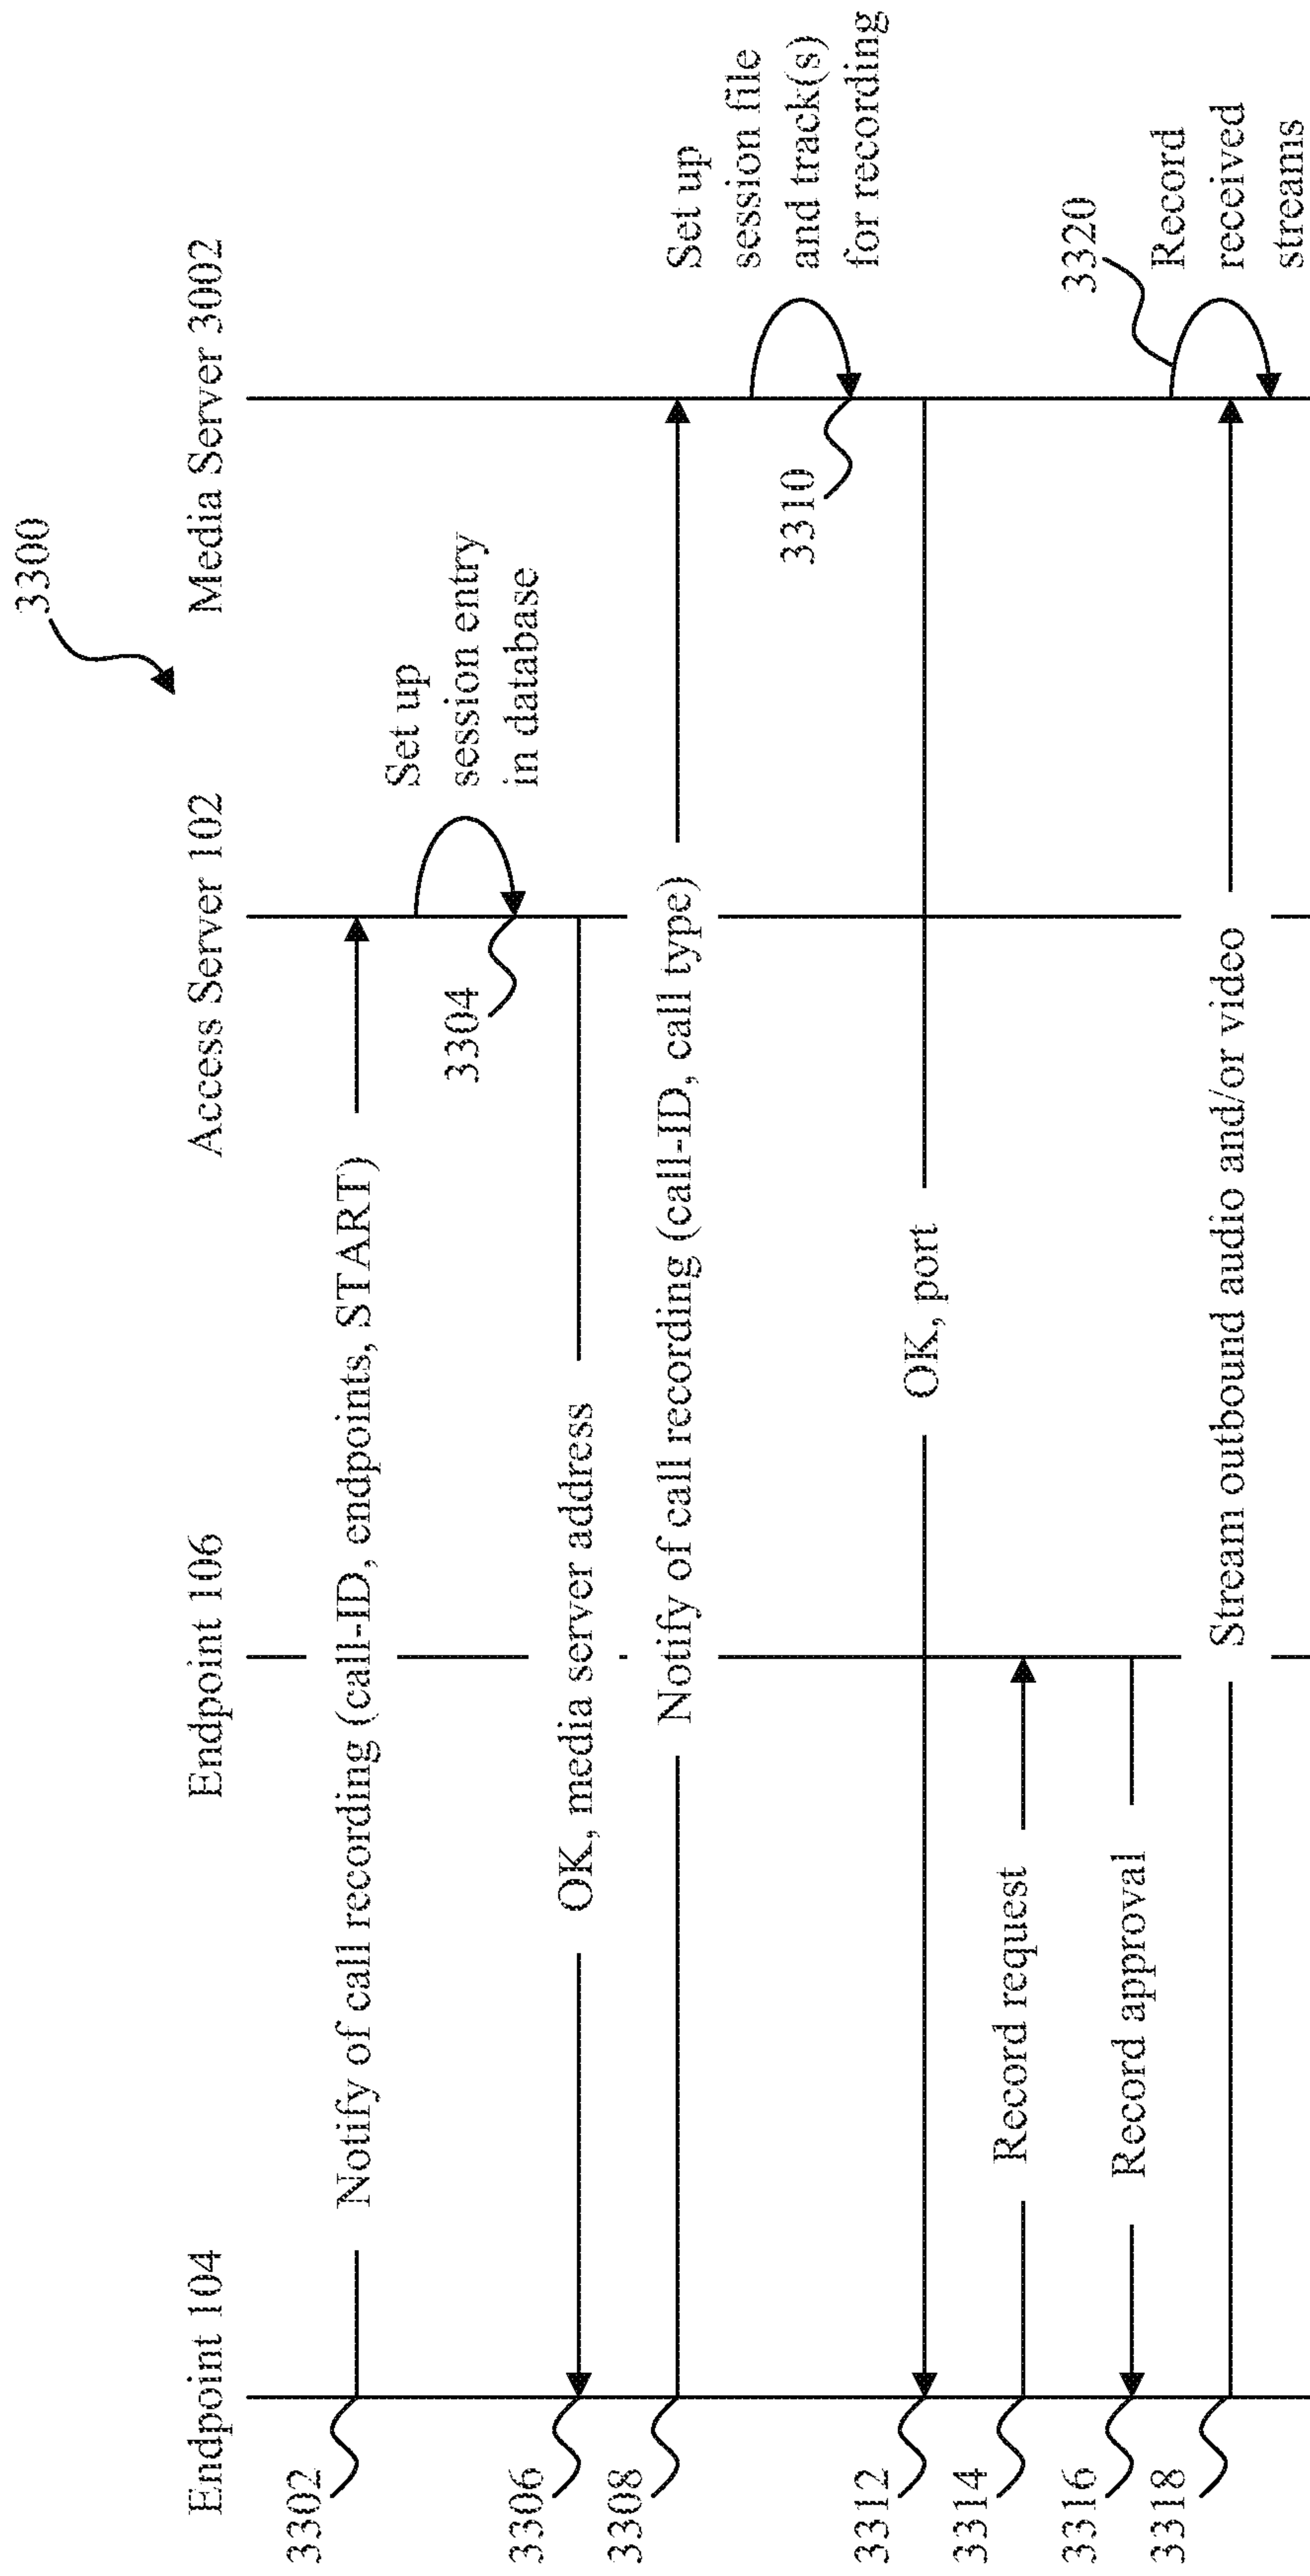 3300
Endpoint 104
Endpoint 106
Access Server 102
Media Server 3002
3302
Notify of call recording (call-ID, endpoints, START)
Set up
session entry
in database
3304
3306
OK, media server address
3308
Notify of call recording (call-ID, call type)
Set up
session file
and track(s)
for recording
3310
3312
OK, port
3314
Record request
3316
Record approval
3318
Stream outbound audio and/or video
3320
Record
received
streams